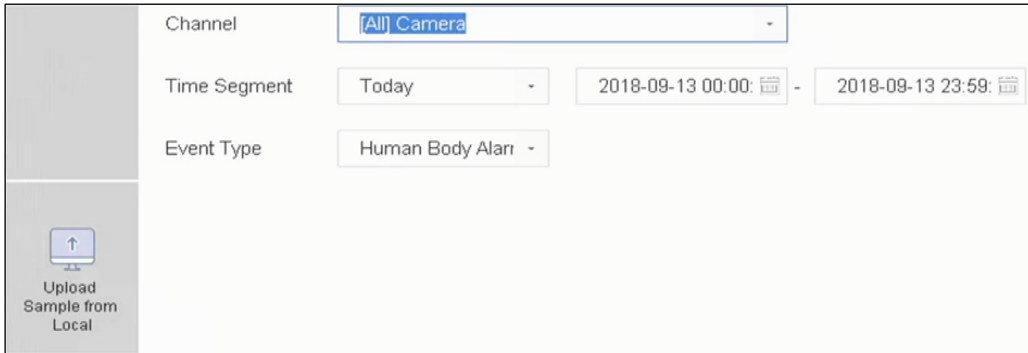 Channel [All] Camera
Time Segment Today 2018-09-13 00:00: - 2018-09-13 23:59:
Event Type Human Body Alarr
Upload
Sample from
Local